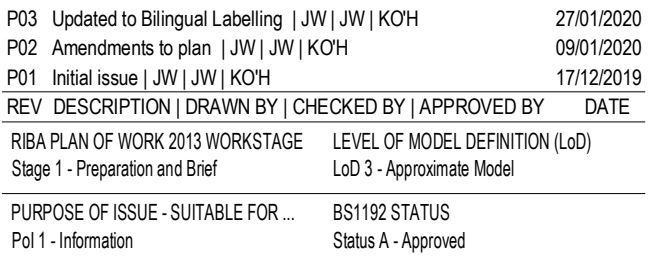 P03 Updated to Bilingual Labelling | JW | JW | KO'H 27/01/2020
P02 Amendments to plan | JW | JW | KO'H 09/01/2020
P01 Initial issue | JW | JW | KO'H 17/12/2019
REV DESCRIPTION | DRAWN BY | CHECKED BY | APPROVED BY DATE
RIBA PLAN OF WORK 2013 WORKSTAGE LEVEL OF MODEL DEFINITION (LoD)
Stage 1 - Preparation and Brief LoD 3 - Approximate Model
PURPOSE OF ISSUE - SUITABLE FOR ... BS1192 STATUS
PoI 1 - Information Status A - Approved